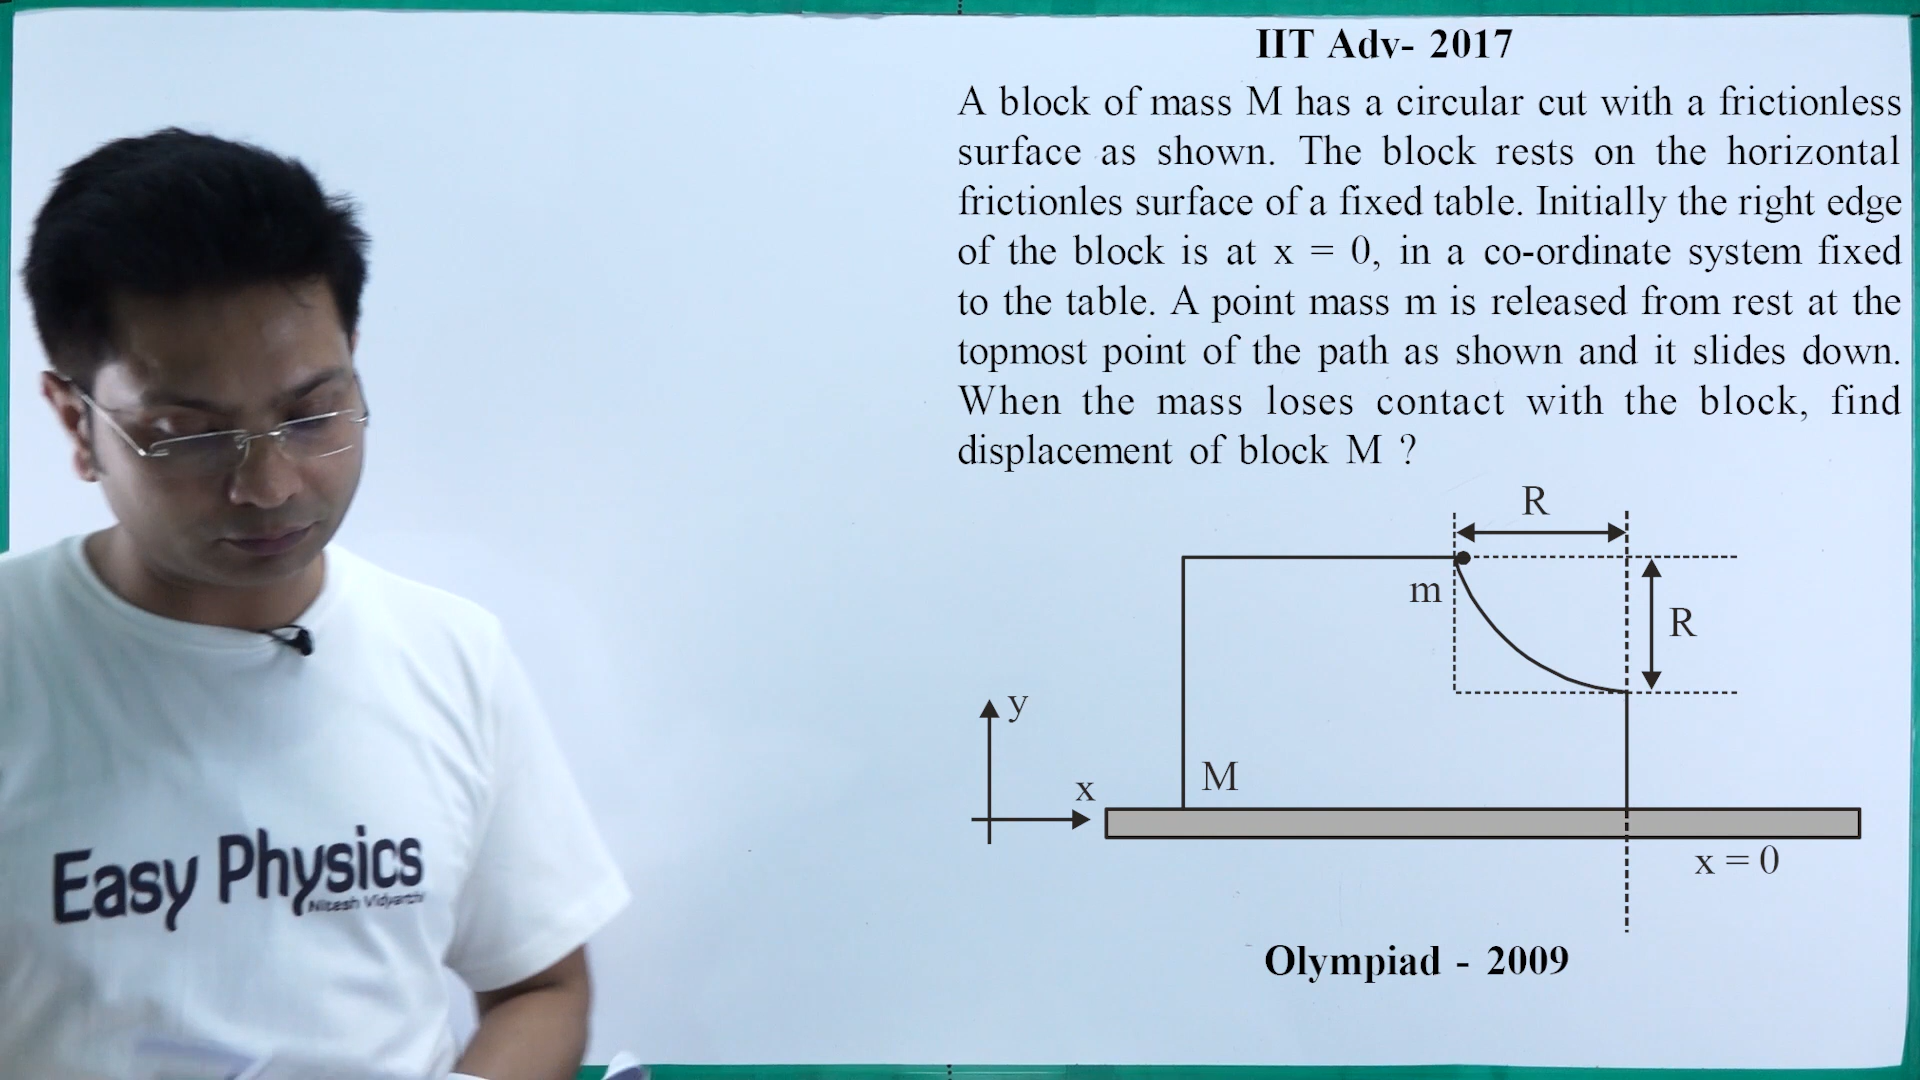 IIT Adv- 2017
A block of mass M has a circular cut with a frictionless
surface as shown. The block rests on the horizontal
frictionles surface of a fixed table. Initially the right edge
of the block is at x = 0, in a co-ordinate system fixed
to the table. A point mass m is released from rest at the
topmost point of the path as shown and it slides down.
When the mass loses contact with the block, find
displacement of block M ?
R
m
R
y
x
M
x = 0
Olympiad - 2009
Easy Physics
Nitesh Vidyarthi